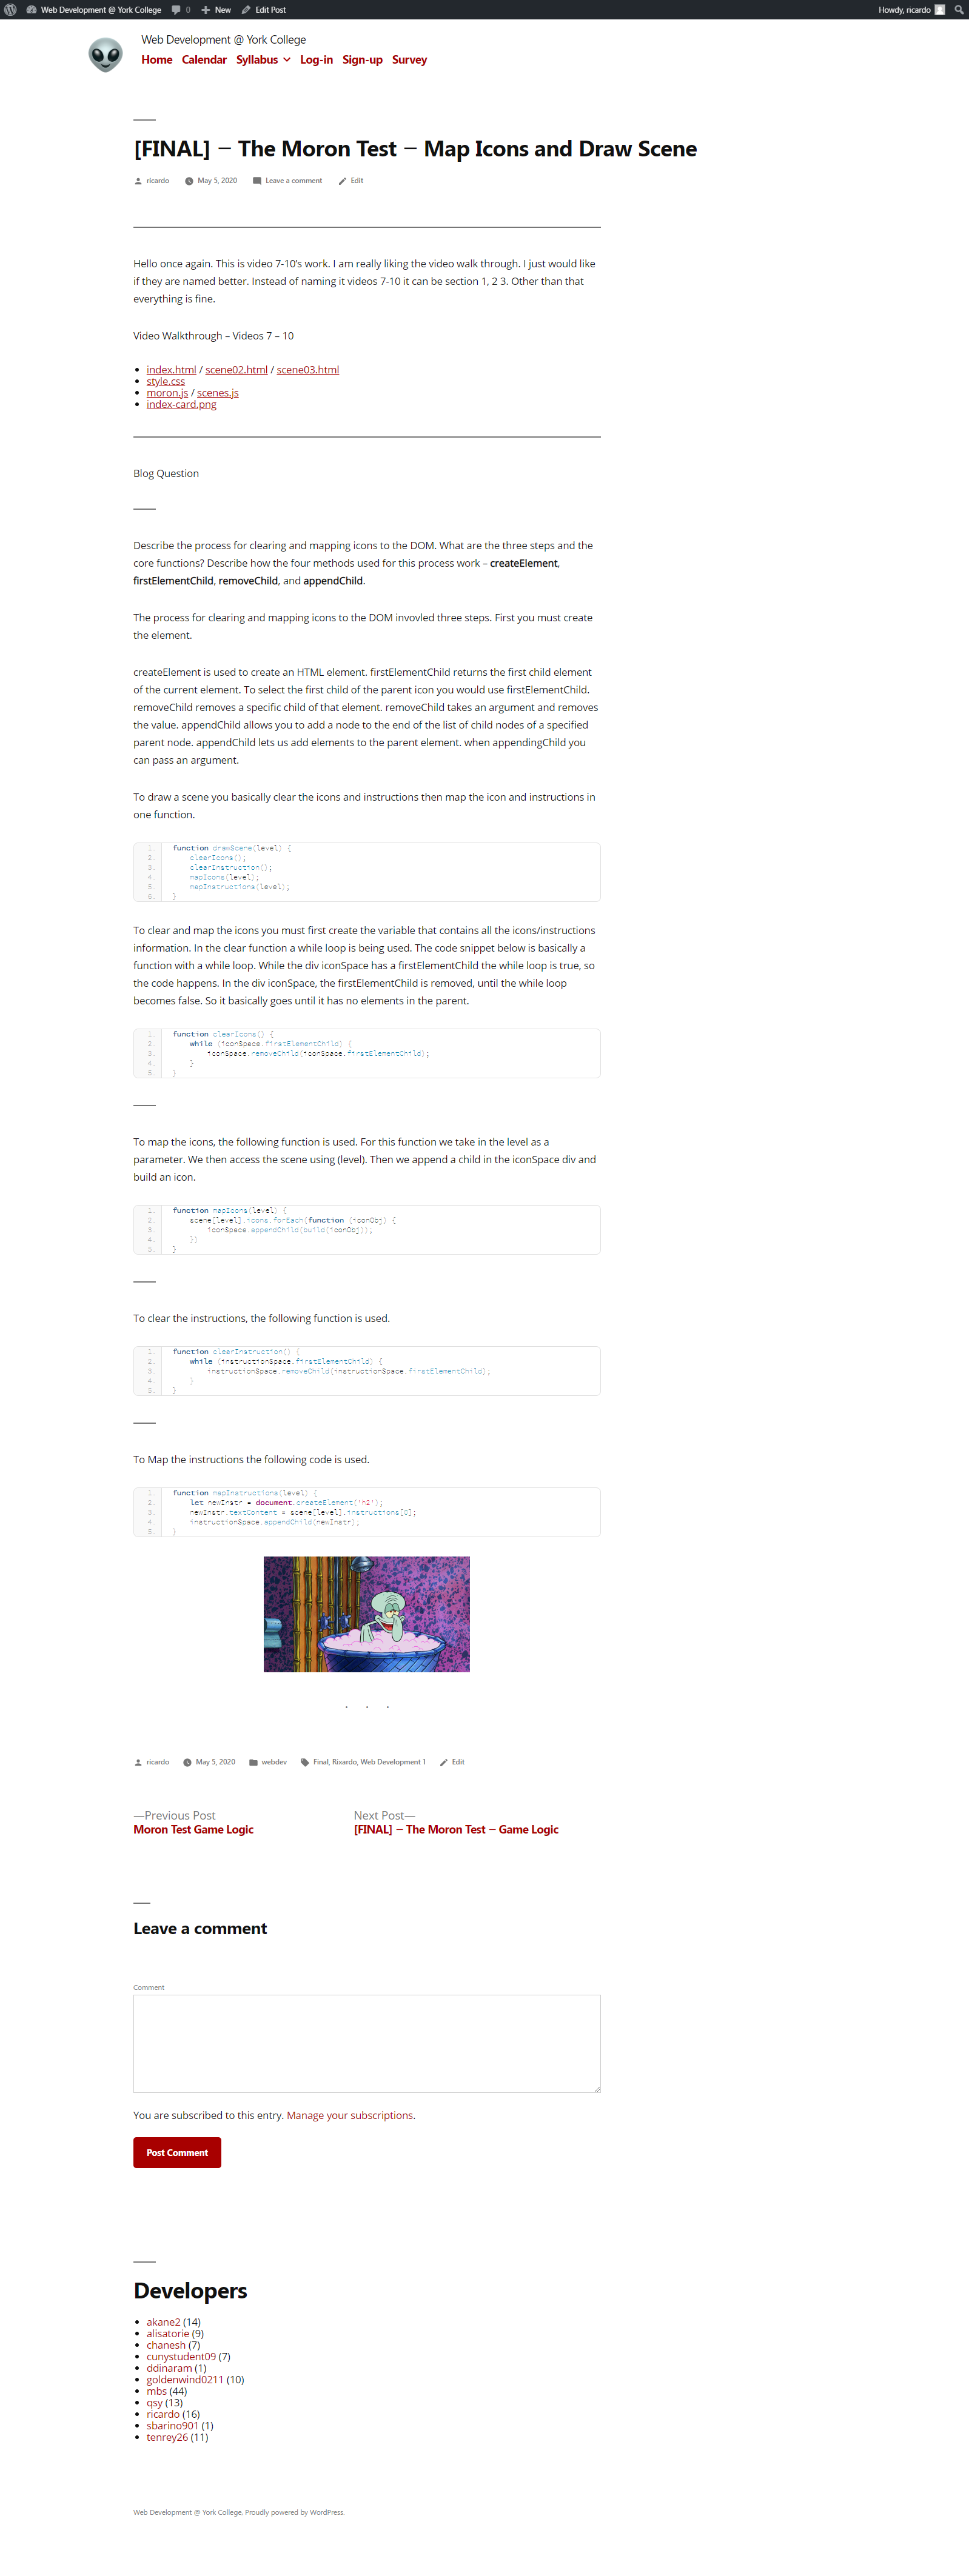 Web Development @ York College 0 New Edit Post Howdy, ricardo
Web Development @ York College
Home Calendar Syllabus Log-in Sign-up Survey
[FINAL] – The Moron Test – Map Icons and Draw Scene
ricardo May 5, 2020 Leave a comment Edit
Hello once again. This is video 7-10's work. I am really liking the video walk through. I just would like
if they are named better. Instead of naming it videos 7-10 it can be section 1, 2 3. Other than that
everything is fine.
Video Walkthrough – Videos 7 – 10
index.html / scene02.html / scene03.html
style.css
moron.js / scenes.js
index-card.png
Blog Question
Describe the process for clearing and mapping icons to the DOM. What are the three steps and the
core functions? Describe how the four methods used for this process work – createElement,
firstElementChild, removeChild, and appendChild.
The process for clearing and mapping icons to the DOM invovled three steps. First you must create
the element.
createElement is used to create an HTML element. firstElementChild returns the first child element
of the current element. To select the first child of the parent icon you would use firstElementChild.
removeChild removes a specific child of that element. removeChild takes an argument and removes
the value. appendChild allows you to add a node to the end of the list of child nodes of a specified
parent node. appendChild lets us add elements to the parent element. when appendingChild you
can pass an argument.
To draw a scene you basically clear the icons and instructions then map the icon and instructions in
one function.
1. function drawScene(level) {
2. clearIcons();
3. clearInstruction();
4. mapIcons(level);
5. mapInstructions(level);
6. }
To clear and map the icons you must first create the variable that contains all the icons/instructions
information. In the clear function a while loop is being used. The code snippet below is basically a
function with a while loop. While the div iconSpace has a firstElementChild the while loop is true, so
the code happens. In the div iconSpace, the firstElementChild is removed, until the while loop
becomes false. So it basically goes until it has no elements in the parent.
1. function clearIcons() {
2. while (iconSpace.firstElementChild) {
3. iconSpace.removeChild(iconSpace.firstElementChild);
4. }
5. }
To map the icons, the following function is used. For this function we take in the level as a
parameter. We then access the scene using (level). Then we append a child in the iconSpace div and
build an icon.
1. function mapIcons(level) {
2. scene[level].icons.forEach(function (iconObj) {
3. iconSpace.appendChild(build(iconObj));
4. })
5. }
To clear the instructions, the following function is used.
1. function clearInstruction() {
2. while (instructionSpace.firstElementChild) {
3. instructionSpace.removeChild(instructionSpace.firstElementChild);
4. }
5. }
To Map the instructions the following code is used.
1. function mapInstructions(level) {
2. let newInstr = document.createElement('h2');
3. newInstr.textContent = scene[level].instructions[0];
4. instructionSpace.appendChild(newInstr);
5. }
. . .
ricardo May 5, 2020 webdev Final, Rixardo, Web Development 1 Edit
—Previous Post Next Post—
Moron Test Game Logic [FINAL] – The Moron Test – Game Logic
Leave a comment
Comment
You are subscribed to this entry. Manage your subscriptions.
Post Comment
Developers
akane2 (14)
alisatorie (9)
chanesh (7)
cunystudent09 (7)
ddinaram (1)
goldenwind0211 (10)
mbs (44)
qsy (13)
ricardo (16)
sbarino901 (1)
tenrey26 (11)
Web Development @ York College. Proudly powered by WordPress.